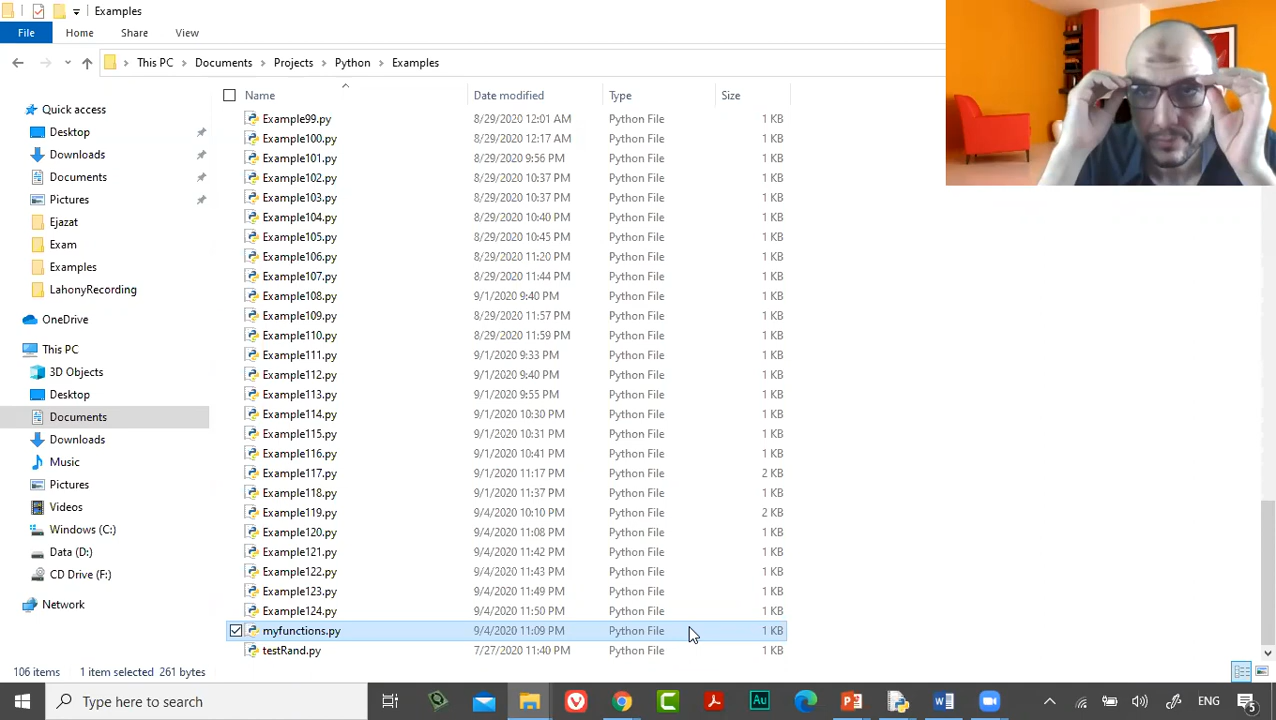 Examples
File Home Share View
This PC Documents Projects Python Examples
Name Date modified Type Size
Quick access
Desktop
Downloads
Documents
Pictures
Ejazat
Exam
Examples
LahonyRecording
OneDrive
This PC
3D Objects
Desktop
Documents
Downloads
Music
Pictures
Videos
Windows (C:)
Data (D:)
CD Drive (F:)
Network
Example99.py 8/29/2020 12:01 AM Python File 1 KB
Example100.py 8/29/2020 12:17 AM Python File 1 KB
Example101.py 8/29/2020 9:56 PM Python File 1 KB
Example102.py 8/29/2020 10:37 PM Python File 1 KB
Example103.py 8/29/2020 10:37 PM Python File 1 KB
Example104.py 8/29/2020 10:40 PM Python File 1 KB
Example105.py 8/29/2020 10:45 PM Python File 1 KB
Example106.py 8/29/2020 11:20 PM Python File 1 KB
Example107.py 8/29/2020 11:44 PM Python File 1 KB
Example108.py 9/1/2020 9:40 PM Python File 1 KB
Example109.py 8/29/2020 11:57 PM Python File 1 KB
Example110.py 8/29/2020 11:59 PM Python File 1 KB
Example111.py 9/1/2020 9:33 PM Python File 1 KB
Example112.py 9/1/2020 9:40 PM Python File 1 KB
Example113.py 9/1/2020 9:55 PM Python File 1 KB
Example114.py 9/1/2020 10:30 PM Python File 1 KB
Example115.py 9/1/2020 10:31 PM Python File 1 KB
Example116.py 9/1/2020 10:41 PM Python File 1 KB
Example117.py 9/1/2020 11:17 PM Python File 2 KB
Example118.py 9/1/2020 11:37 PM Python File 1 KB
Example119.py 9/4/2020 10:10 PM Python File 2 KB
Example120.py 9/4/2020 11:08 PM Python File 1 KB
Example121.py 9/4/2020 11:42 PM Python File 1 KB
Example122.py 9/4/2020 11:43 PM Python File 1 KB
Example123.py 9/4/2020 11:49 PM Python File 1 KB
Example124.py 9/4/2020 11:50 PM Python File 1 KB
myfunctions.py 9/4/2020 11:09 PM Python File 1 KB
testRand.py 7/27/2020 11:40 PM Python File 1 KB
106 items 1 item selected 261 bytes
Type here to search
Au
ENG
5